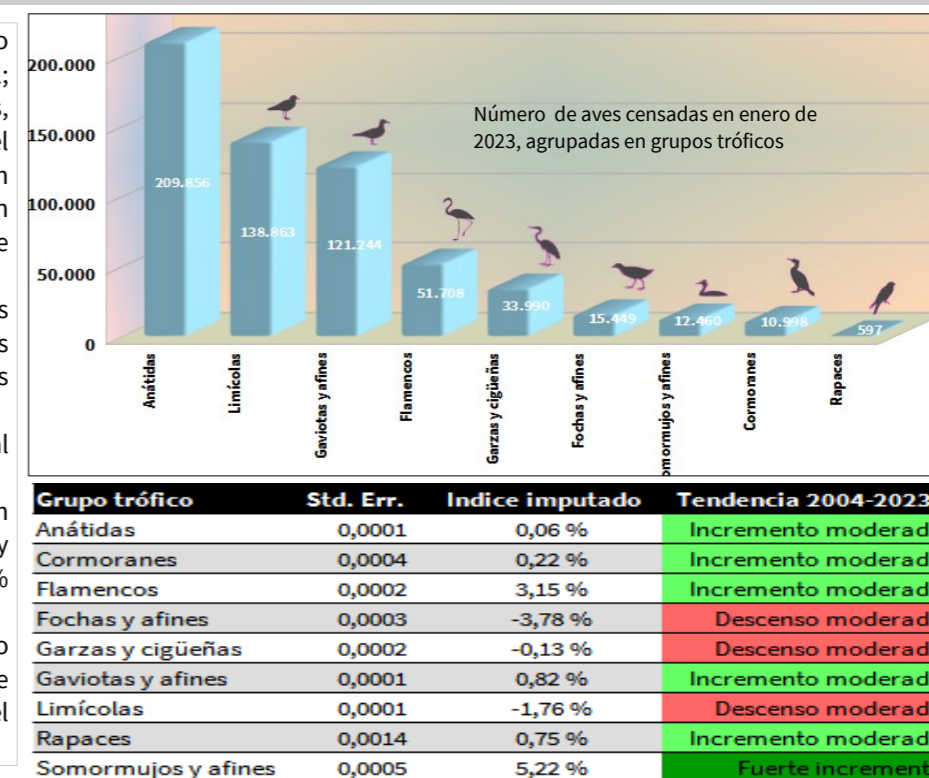 200.000
150.000
100.000
50.000
0
Número de aves censadas en enero de
2023, agrupadas en grupos tróficos
209.856
138.863
121.244
51.708
33.990
15.449
12.460
10.998
597
Anátidas
Limícolas
Gaviotas y afines
Flamencos
Garzas y cigüeñas
Fochas y afines
omormujos y afines
Cormoranes
Rapaces
Grupo trófico Std. Err. Indice imputado Tendencia 2004-2023
Anátidas 0,0001 0,06 % Incremento moderad
Cormoranes 0,0004 0,22 % Incremento moderad
Flamencos 0,0002 3,15 % Incremento moderad
Fochas y afines 0,0003 -3,78 % Descenso moderad
Garzas y cigüeñas 0,0002 -0,13 % Descenso moderad
Gaviotas y afines 0,0001 0,82 % Incremento moderad
Limícolas 0,0001 -1,76 % Descenso moderad
Rapaces 0,0014 0,75 % Incremento moderad
Somormujos y afines 0,0005 5,22 % Fuerte increment